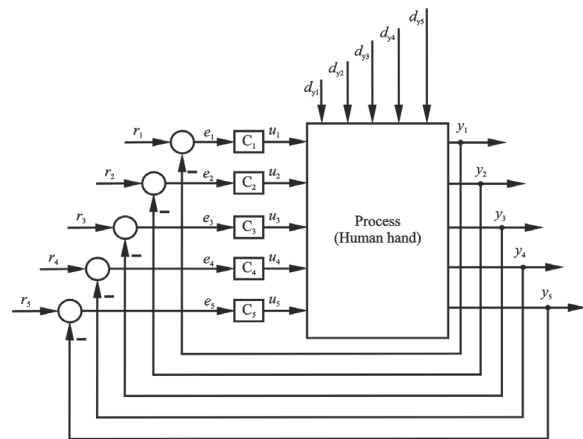 d_y5
d_y4
d_y3
d_y2
d_y1
r_1 e_1 C_1 u_1 y_1
r_2 e_2 C_2 u_2 y_2
r_3 e_3 C_3 u_3 y_3
Process
(Human hand)
r_4 e_4 C_4 u_4 y_4
r_5 e_5 C_5 u_5 y_5